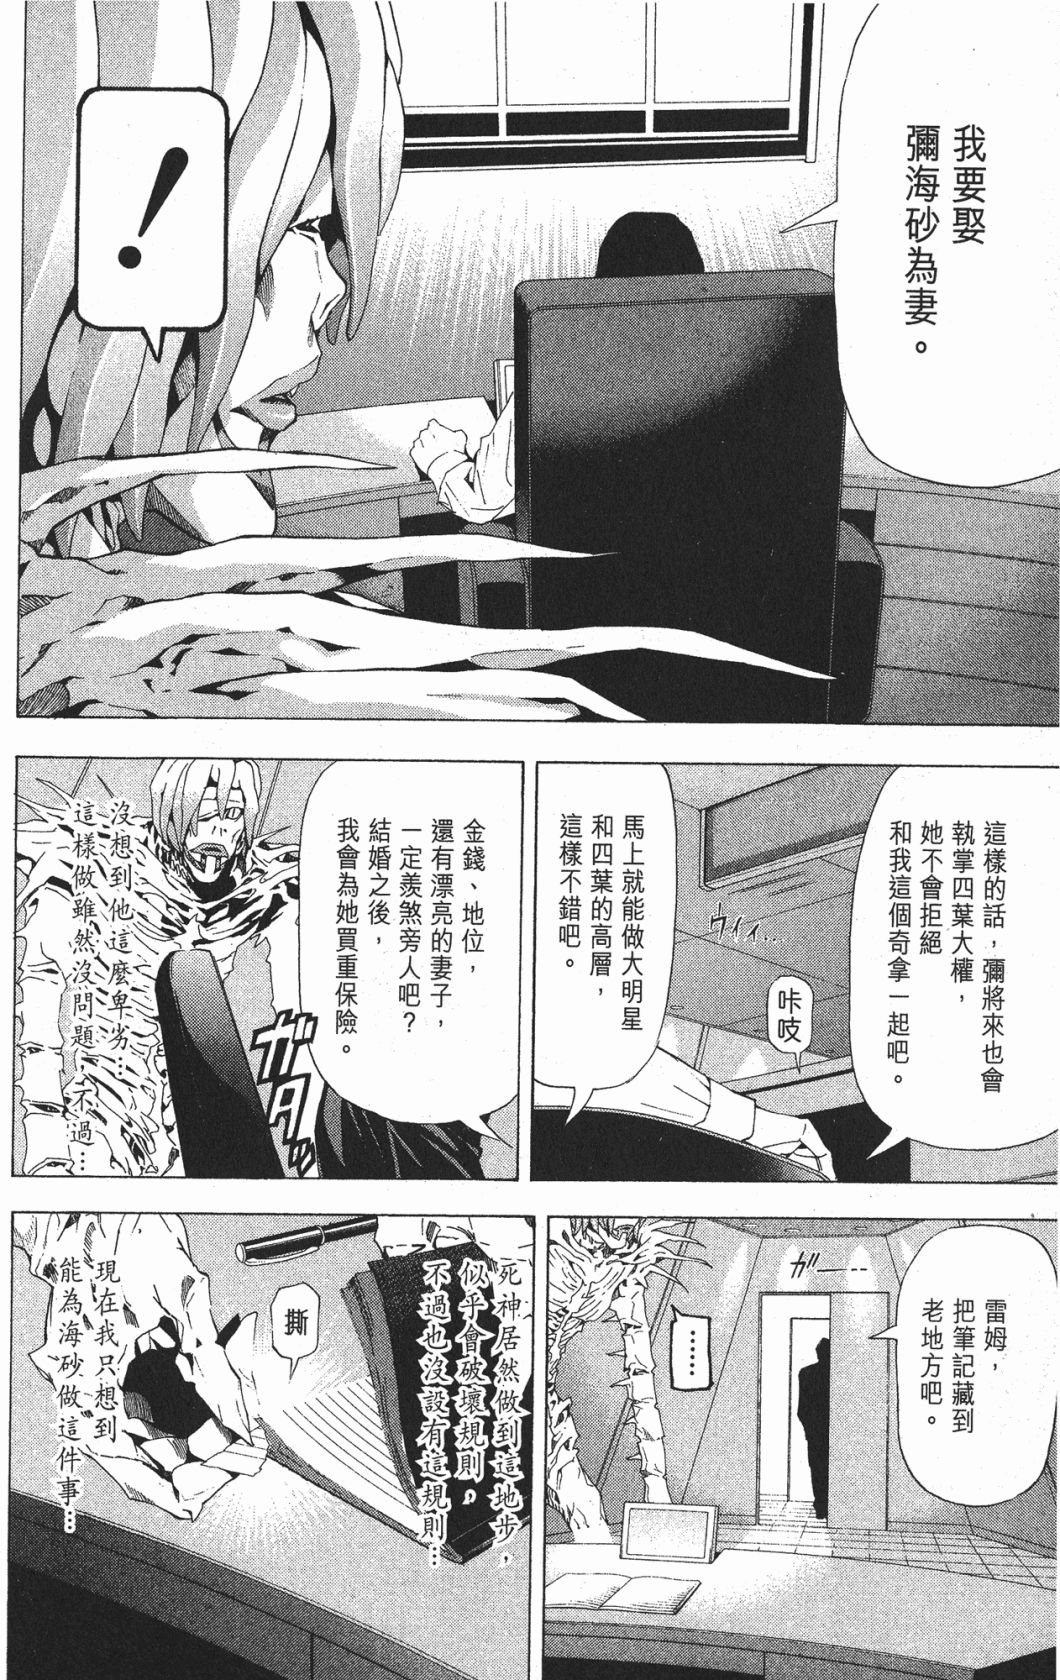 我要娶
彌海砂為妻。
！
這樣的話，彌將來也會
執掌四葉大權，
她不會拒絕
和我這個奇拿一起吧。
ウィィ…
咔吱
馬上就能做大明星
和四葉的高層，
這樣不錯吧。
金錢、地位，
還有漂亮的妻子，
一定羨煞旁人吧？
結婚之後，
我會為她買重保險。
ガタッ
沒想到他這麼卑劣…
這樣做雖然沒問題，不過…
雷姆，
把筆記藏到
老地方吧。
ガ
……
死神居然做到這地步，
似乎會破壞規則，
不過也沒設有這規則…
撕
現在我只想到
能為海砂做這件事…